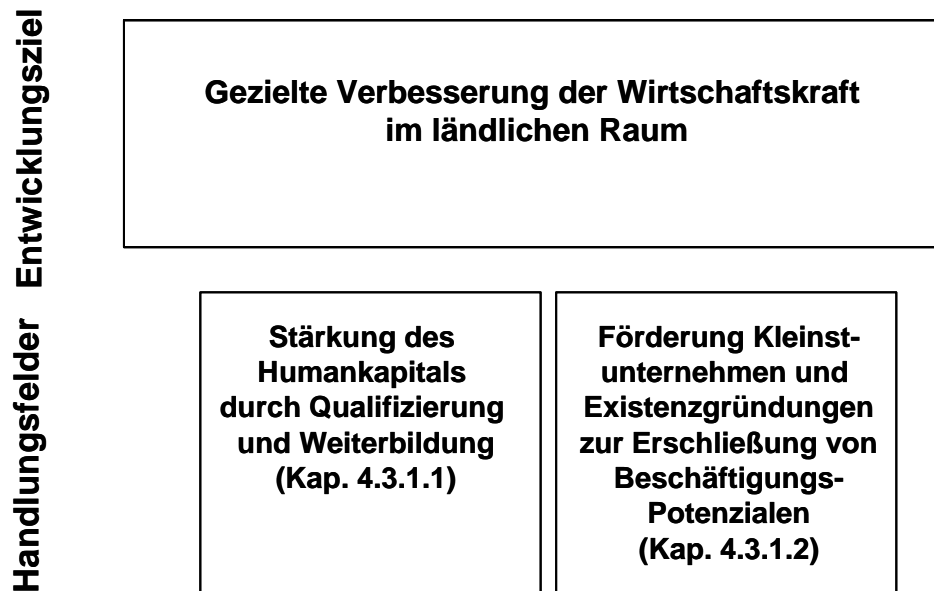 Entwicklungsziel
Gezielte Verbesserung der Wirtschaftskraft
im ländlichen Raum
Handlungsfelder
Stärkung des
Humankapitals
durch Qualifizierung
und Weiterbildung
(Kap. 4.3.1.1)
Förderung Kleinst-
unternehmen und
Existenzgründungen
zur Erschließung von
Beschäftigungs-
Potenzialen
(Kap. 4.3.1.2)